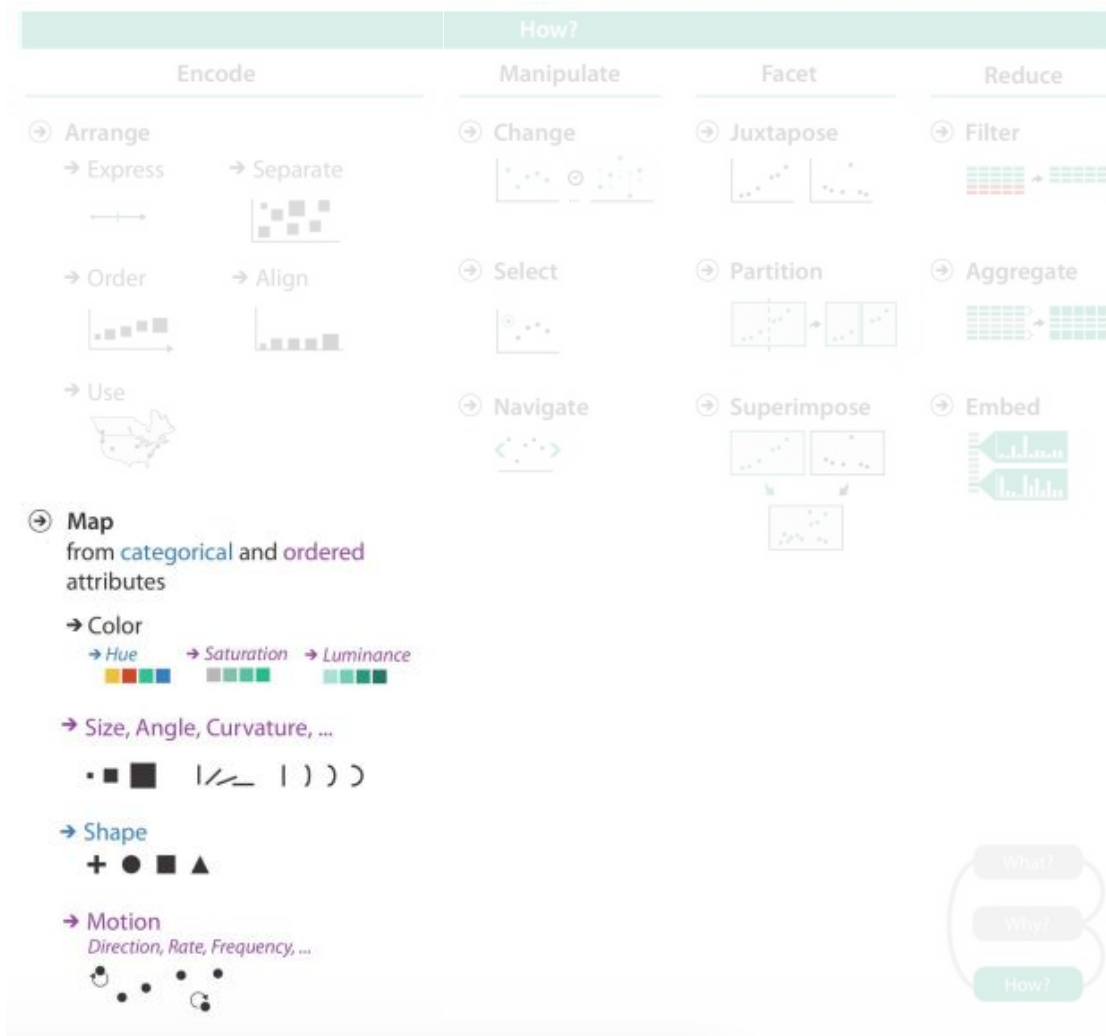 How?
Encode
Manipulate
Facet
Reduce
Arrange
Express
Separate
Order
Align
Use
Change
Select
Navigate
Juxtapose
Partition
Superimpose
Filter
Aggregate
Embed
Map
from categorical and ordered
attributes
Color
Hue
Saturation
Luminance
Size, Angle, Curvature, ...
Shape
Motion
Direction, Rate, Frequency, ...
What?
Why?
How?